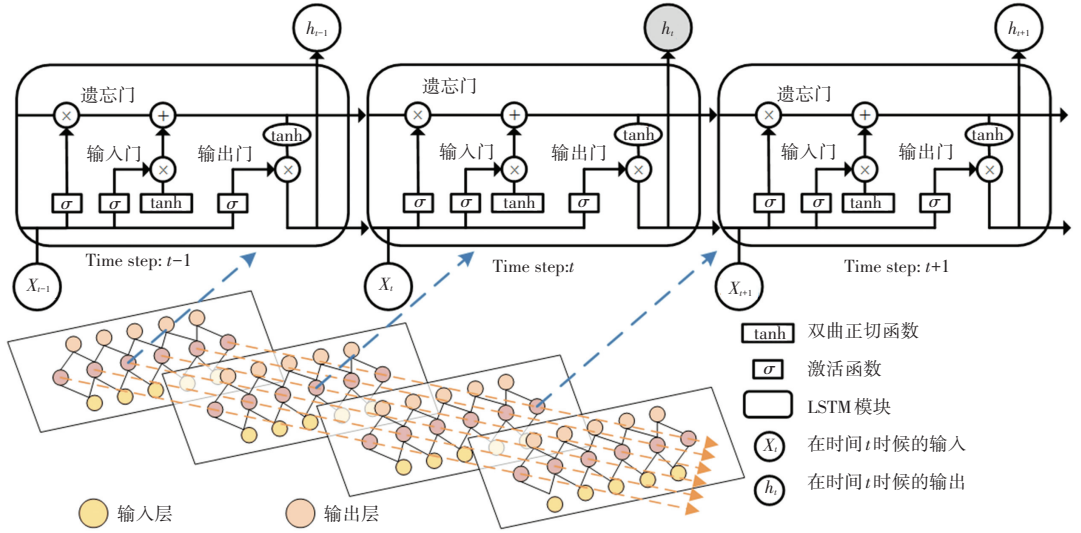 h_{t-1}
h_t
h_{t+1}
遗忘门
遗忘门
遗忘门
× + tanh
× + tanh
× + tanh
输入门 输出门
输入门 输出门
输入门 输出门
× ×
× ×
× ×
σ σ tanh σ
σ σ tanh σ
σ σ tanh σ
Time step: t-1
Time step:t
Time step: t+1
X_{t-1}
X_t
X_{t+1}
tanh 双曲正切函数
σ 激活函数
LSTM模块
X_t 在时间t时候的输入
h_t 在时间t时候的输出
输入层 输出层